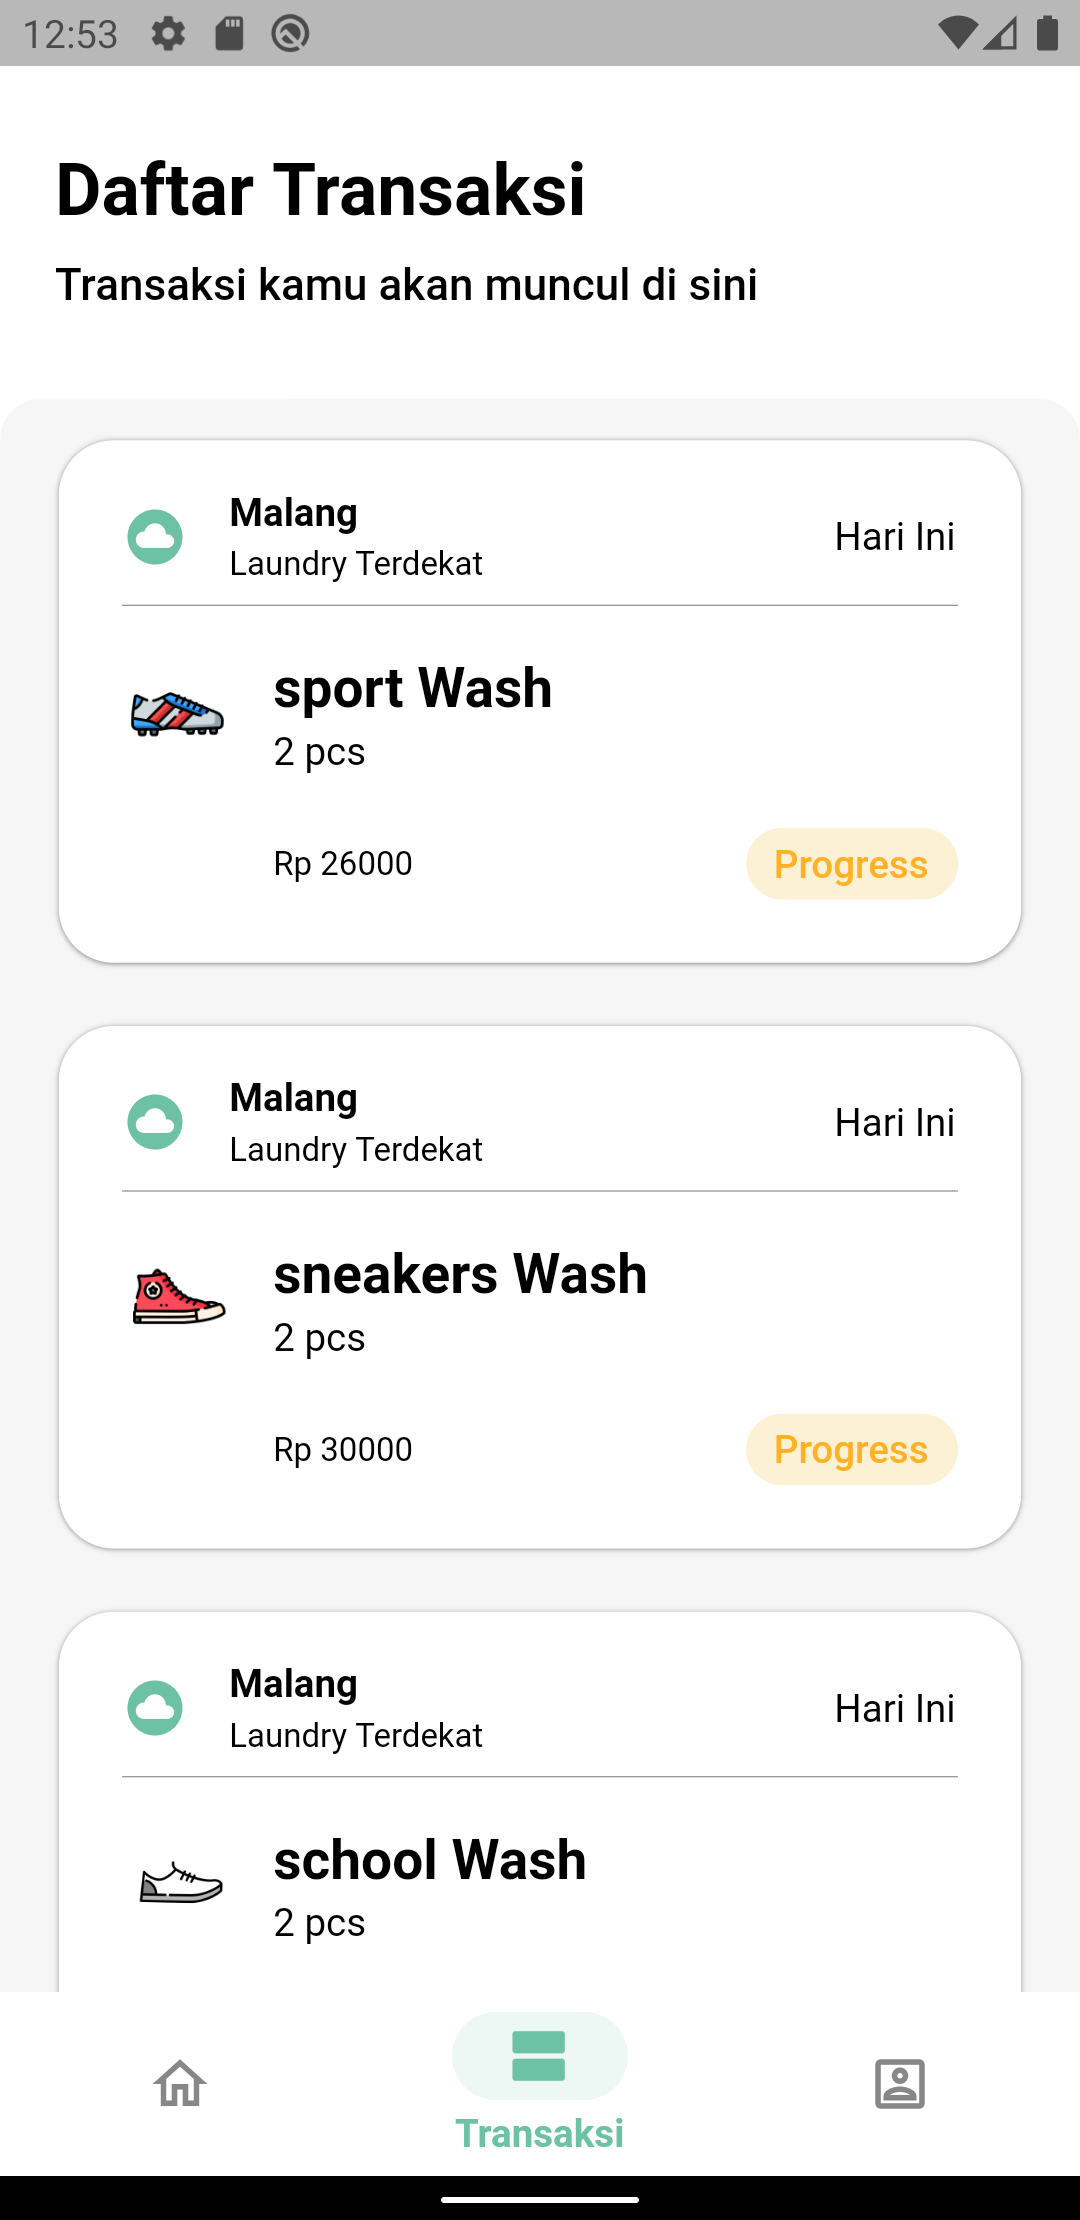 12:53
Daftar Transaksi
Transaksi kamu akan muncul di sini
Malang
Laundry Terdekat
Hari Ini
sport Wash
2 pcs
Rp 26000
Progress
Malang
Laundry Terdekat
Hari Ini
sneakers Wash
2 pcs
Rp 30000
Progress
Malang
Laundry Terdekat
Hari Ini
school Wash
2 pcs
Transaksi